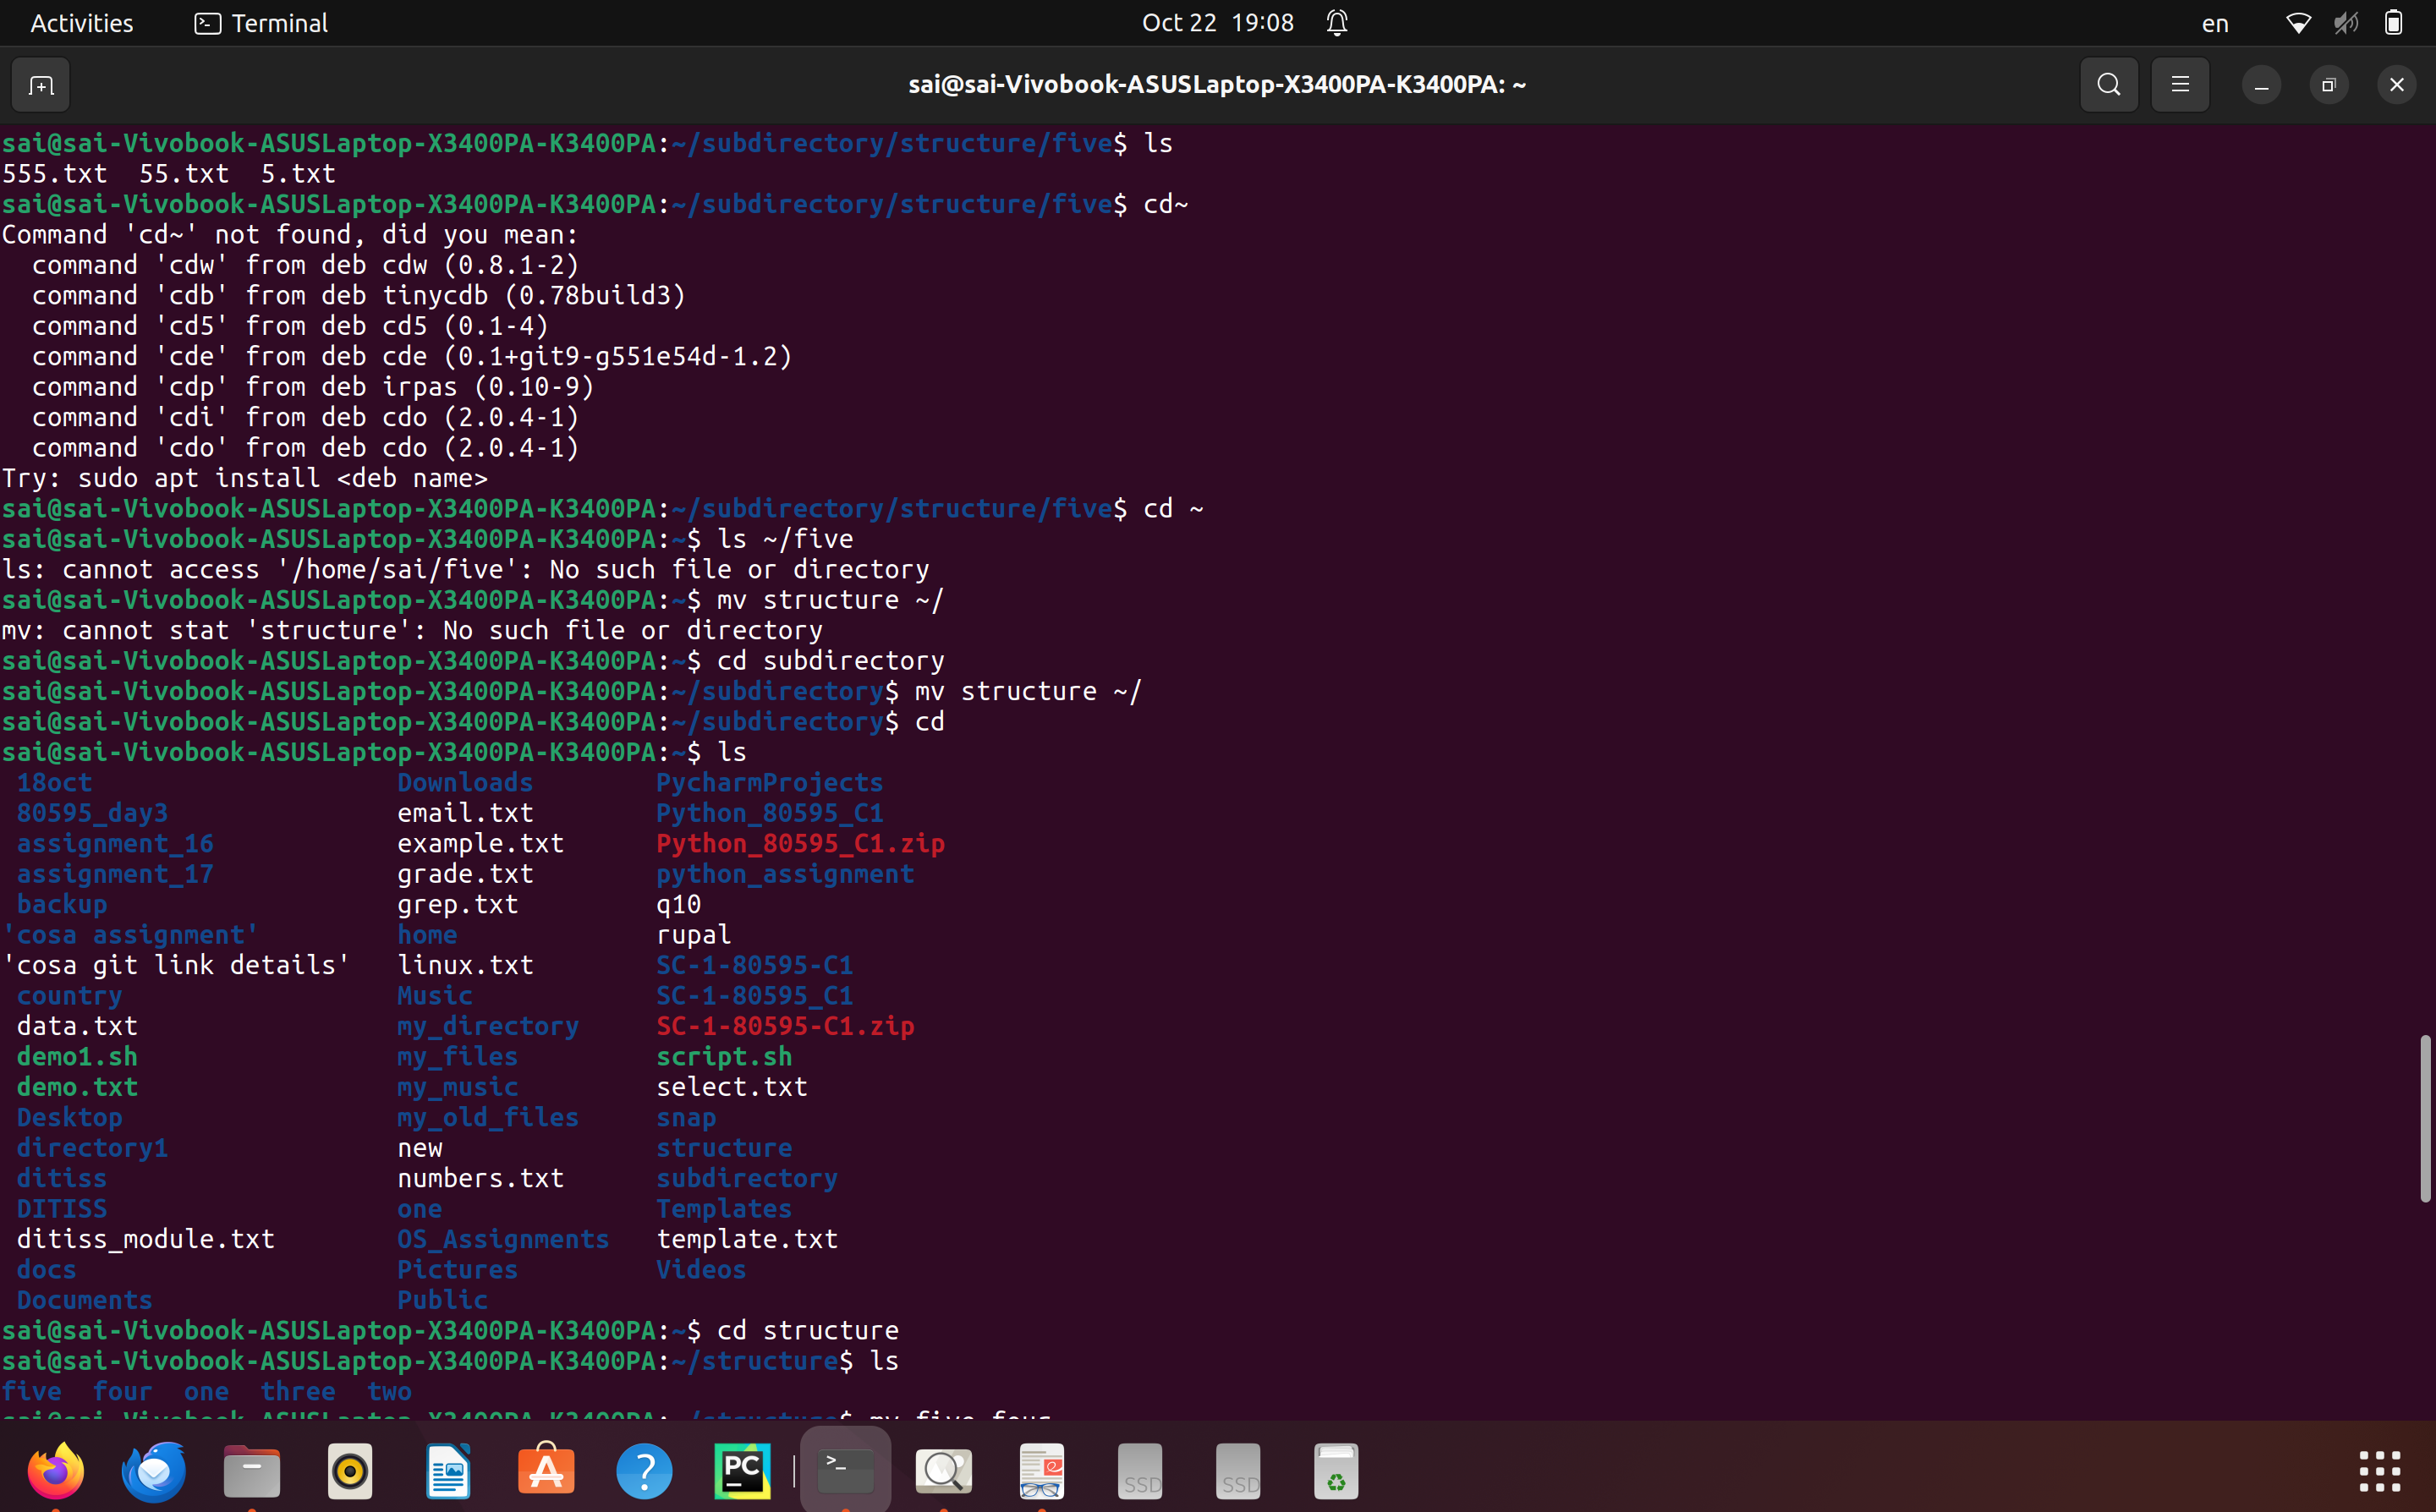 Activities Terminal Oct 22 19:08 en
sai@sai-Vivobook-ASUSLaptop-X3400PA-K3400PA: ~
sai@sai-Vivobook-ASUSLaptop-X3400PA-K3400PA:~/subdirectory/structure/five$ ls
555.txt  55.txt  5.txt
sai@sai-Vivobook-ASUSLaptop-X3400PA-K3400PA:~/subdirectory/structure/five$ cd~
Command 'cd~' not found, did you mean:
  command 'cdw' from deb cdw (0.8.1-2)
  command 'cdb' from deb tinycdb (0.78build3)
  command 'cd5' from deb cd5 (0.1-4)
  command 'cde' from deb cde (0.1+git9-g551e54d-1.2)
  command 'cdp' from deb irpas (0.10-9)
  command 'cdi' from deb cdo (2.0.4-1)
  command 'cdo' from deb cdo (2.0.4-1)
Try: sudo apt install <deb name>
sai@sai-Vivobook-ASUSLaptop-X3400PA-K3400PA:~/subdirectory/structure/five$ cd ~
sai@sai-Vivobook-ASUSLaptop-X3400PA-K3400PA:~$ ls ~/five
ls: cannot access '/home/sai/five': No such file or directory
sai@sai-Vivobook-ASUSLaptop-X3400PA-K3400PA:~$ mv structure ~/
mv: cannot stat 'structure': No such file or directory
sai@sai-Vivobook-ASUSLaptop-X3400PA-K3400PA:~$ cd subdirectory
sai@sai-Vivobook-ASUSLaptop-X3400PA-K3400PA:~/subdirectory$ mv structure ~/
sai@sai-Vivobook-ASUSLaptop-X3400PA-K3400PA:~/subdirectory$ cd
sai@sai-Vivobook-ASUSLaptop-X3400PA-K3400PA:~$ ls
 18oct                    Downloads       PycharmProjects
 80595_day3               email.txt       Python_80595_C1
 assignment_16            example.txt     Python_80595_C1.zip
 assignment_17            grade.txt       python_assignment
 backup                   grep.txt        q10
'cosa assignment'         home            rupal
'cosa git link details'   linux.txt       SC-1-80595-C1
 country                  Music           SC-1-80595_C1
 data.txt                 my_directory    SC-1-80595-C1.zip
 demo1.sh                 my_files        script.sh
 demo.txt                 my_music        select.txt
 Desktop                  my_old_files    snap
 directory1               new             structure
 ditiss                   numbers.txt     subdirectory
 DITISS                   one             Templates
 ditiss_module.txt        OS_Assignments  template.txt
 docs                     Pictures        Videos
 Documents                Public
sai@sai-Vivobook-ASUSLaptop-X3400PA-K3400PA:~$ cd structure
sai@sai-Vivobook-ASUSLaptop-X3400PA-K3400PA:~/structure$ ls
five  four  one  three  two
sai@sai-Vivobook-ASUSLaptop-X3400PA-K3400PA:~/structure$ mv five four
PC SSD SSD